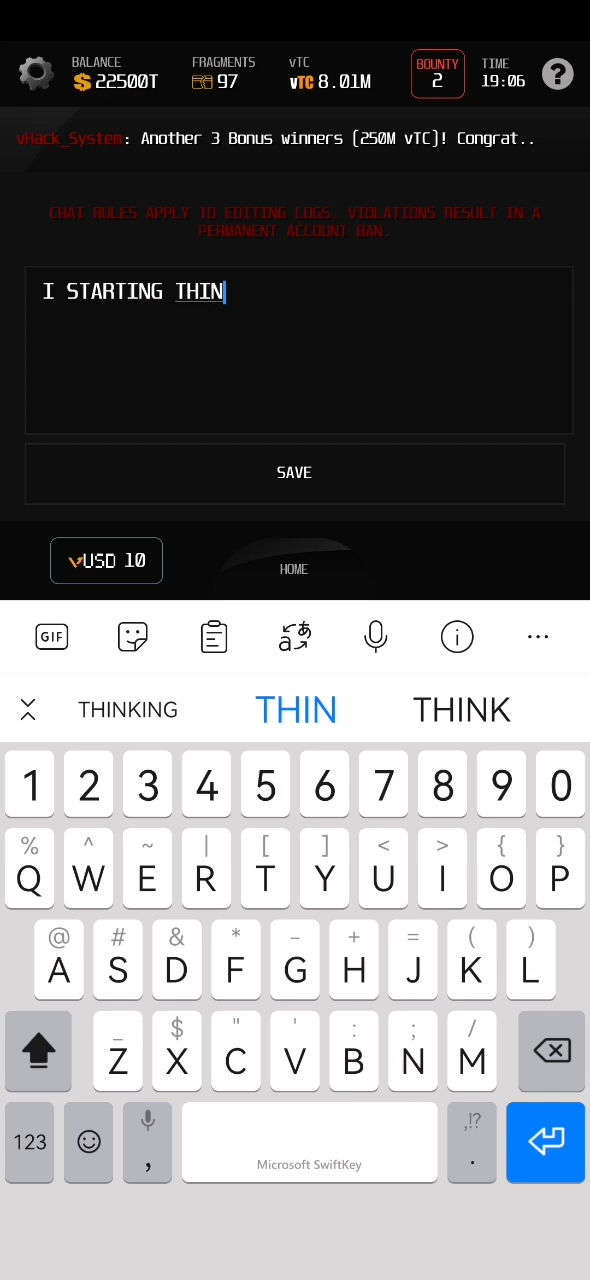 BALANCE FRAGMENTS vTC BOUNTY TIME
$ 22500T 97 vTC 8.01M 2 19:06 ?
vHack_System: Another 3 Bonus winners (250M vTC)! Congrat..
CHAT RULES APPLY TO EDITING LOGS, VIOLATIONS RESULT IN A
PERMANENT ACCOUNT BAN.
I STARTING THIN
SAVE
USD 10 HOME
GIF a あ i ...
THINKING THIN THINK
1 2 3 4 5 6 7 8 9 0
% ^ ~ | [ ] < > { }
Q W E R T Y U I O P
@ # & * - + = ( )
A S D F G H J K L
_ $ " ' : ; /
Z X C V B N M
123 , Microsoft SwiftKey ,!? .